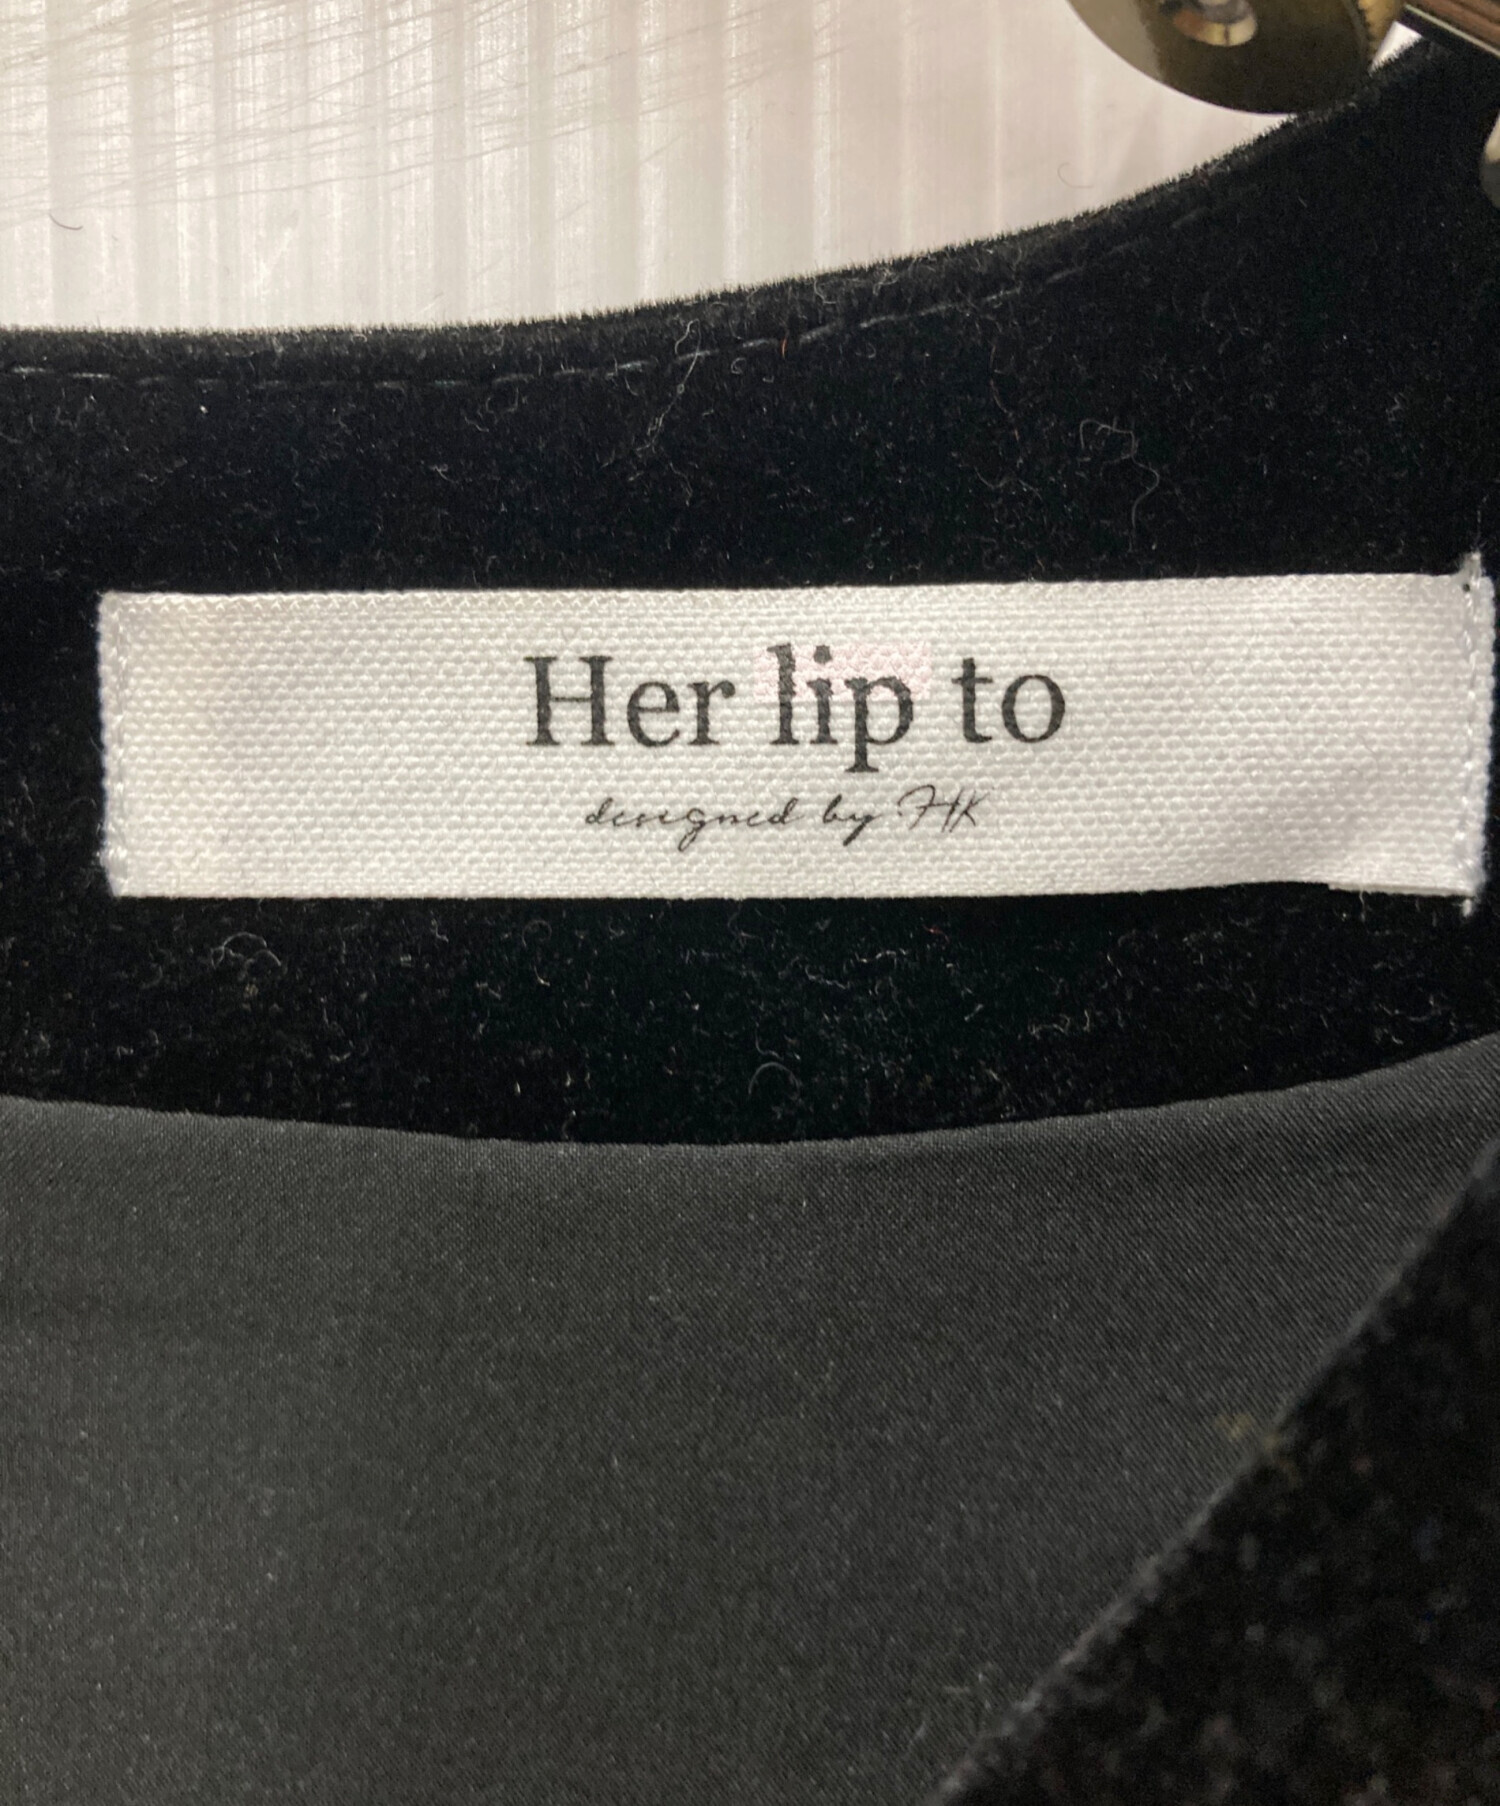 Her lip to
designed by HK